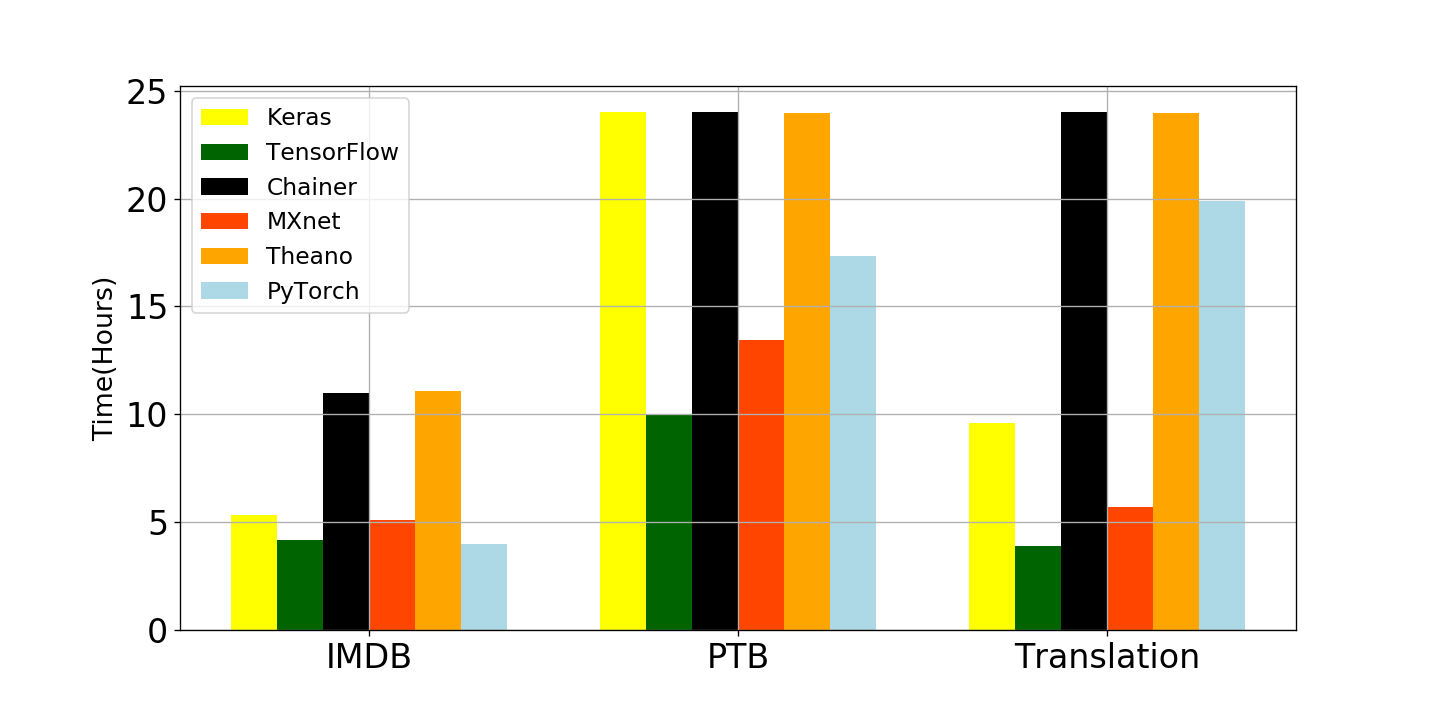 25
20
15
10
5
0
Time(Hours)
Keras
TensorFlow
Chainer
MXnet
Theano
PyTorch
IMDB
PTB
Translation